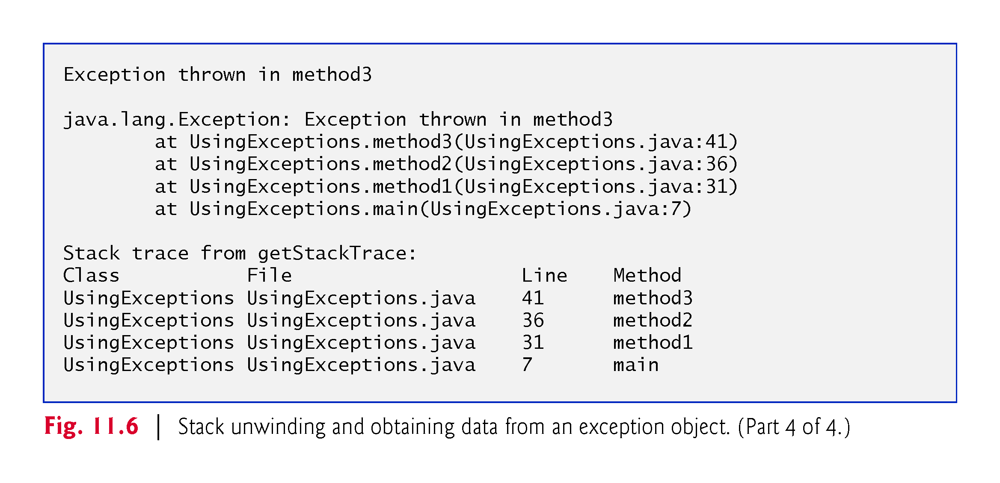 Exception thrown in method3
java.lang.Exception: Exception thrown in method3
at UsingExceptions.method3(UsingExceptions.java:41)
at UsingExceptions.method2(UsingExceptions.java:36)
at UsingExceptions.method1(UsingExceptions.java:31)
at UsingExceptions.main(UsingExceptions.java:7)
Stack trace from getStackTrace:
Class File Line Method
UsingExceptions UsingExceptions.java 41 method3
UsingExceptions UsingExceptions.java 36 method2
UsingExceptions UsingExceptions.java 31 method1
UsingExceptions UsingExceptions.java 7 main
Fig. 11.6 | Stack unwinding and obtaining data from an exception object. (Part 4 of 4.)